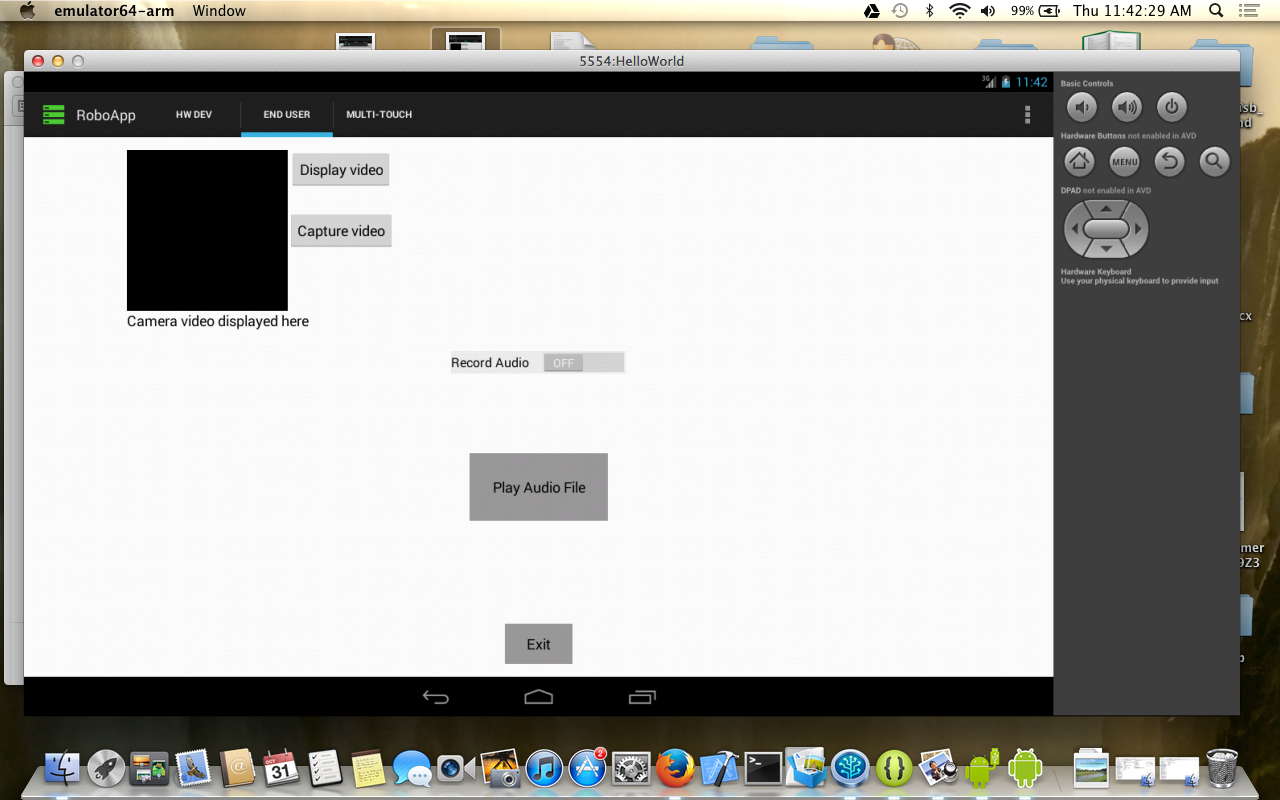 emulator64-arm Window 99% Thu 11:42:29 AM
5554:HelloWorld
3G 11:42
RoboApp HW DEV END USER MULTI-TOUCH
Display video
Capture video
Camera video displayed here
Record Audio OFF
Play Audio File
Exit
Basic Controls
Hardware Buttons not enabled in AVD
MENU
DPAD not enabled in AVD
Hardware Keyboard
Use your physical keyboard to provide input
cx
mer
9Z3
OCT
31
2